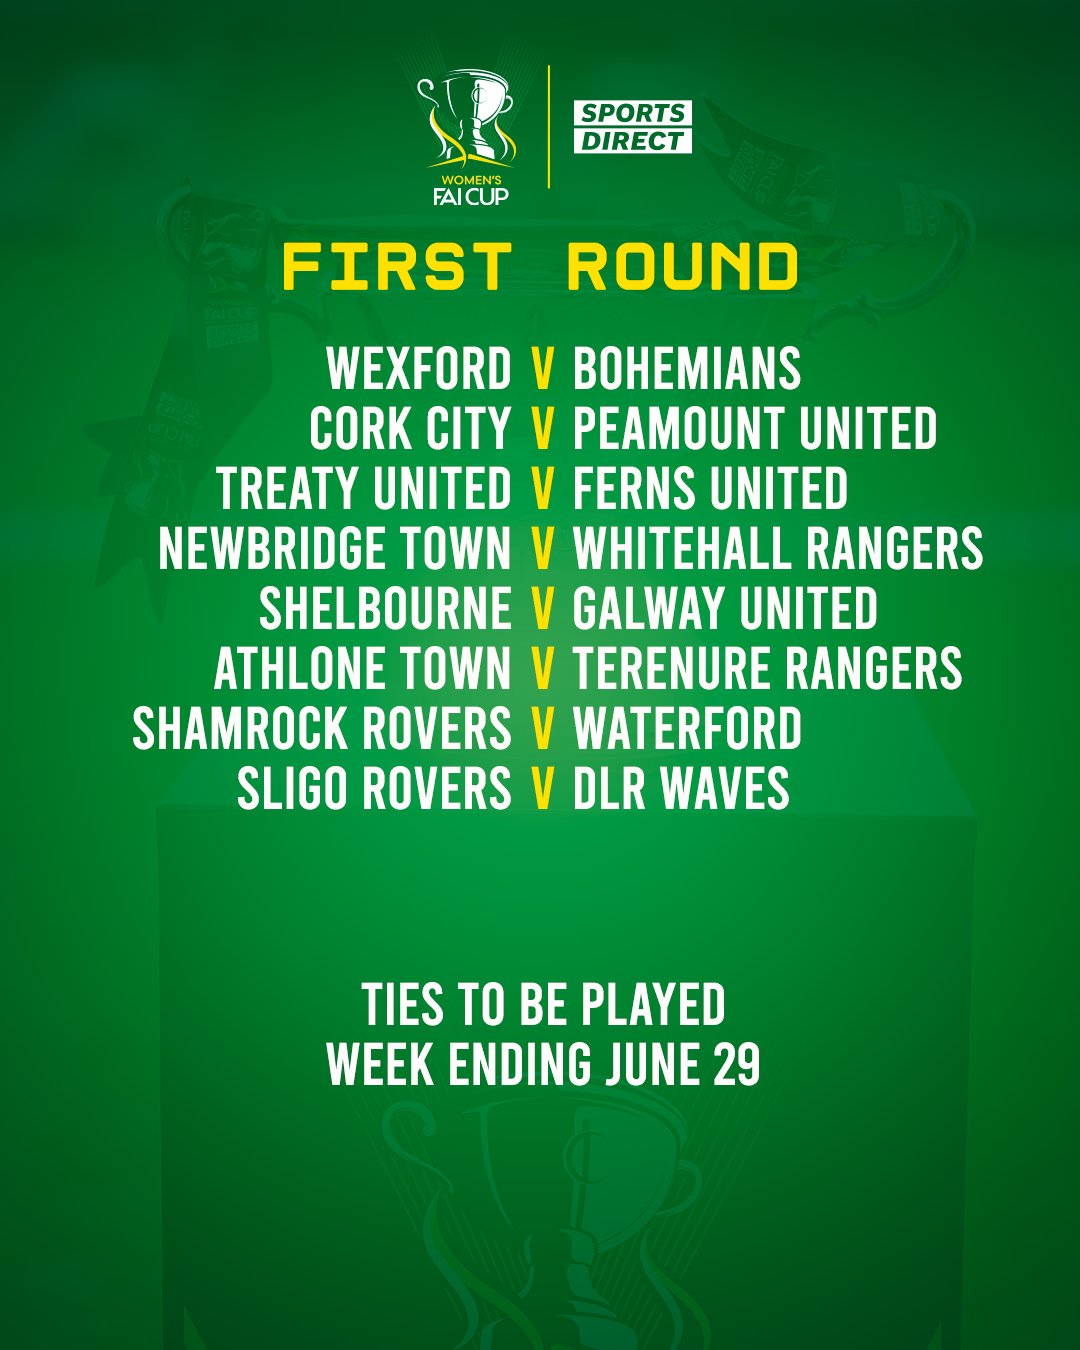 WOMEN'S
FAI CUP
SPORTS
DIRECT
FIRST ROUND
WEXFORD V BOHEMIANS
CORK CITY V PEAMOUNT UNITED
TREATY UNITED V FERNS UNITED
NEWBRIDGE TOWN V WHITEHALL RANGERS
SHELBOURNE V GALWAY UNITED
ATHLONE TOWN V TERENURE RANGERS
SHAMROCK ROVERS V WATERFORD
SLIGO ROVERS V DLR WAVES
TIES TO BE PLAYED
WEEK ENDING JUNE 29